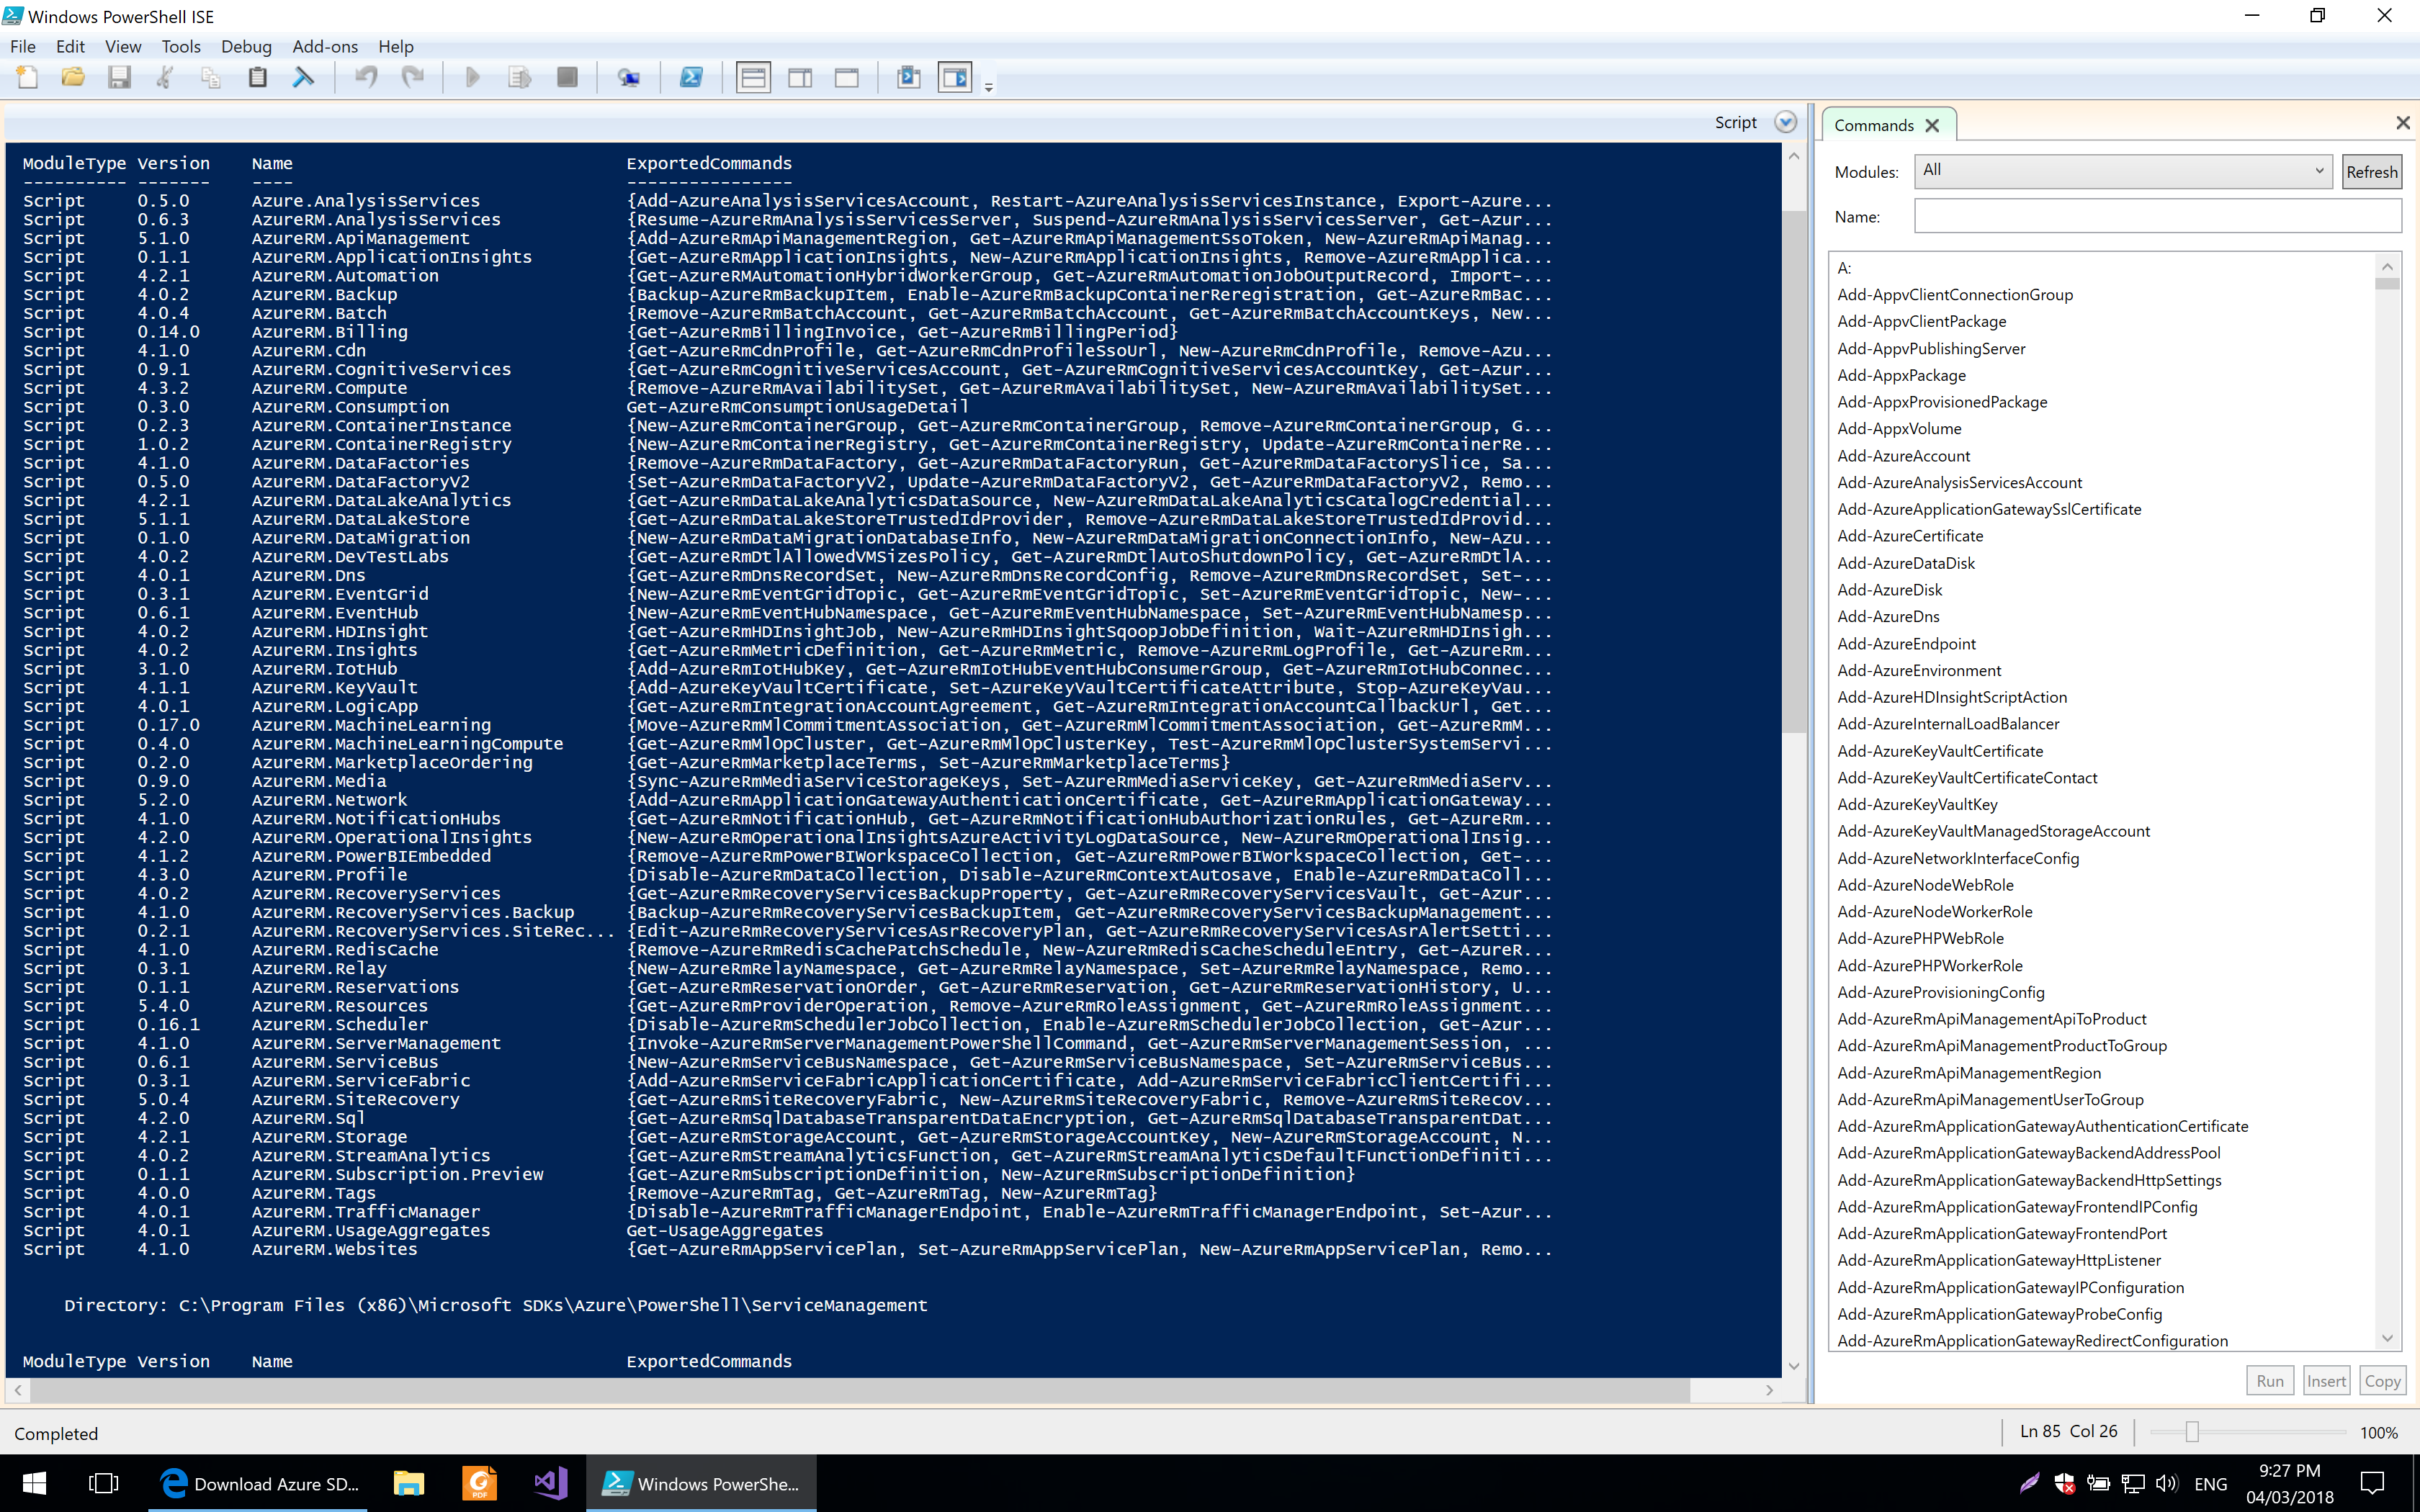 Windows PowerShell ISE
File Edit View Tools Debug Add-ons Help
Script
ModuleType Version Name ExportedCommands
---------- ------- ---- ----------------
Script 0.5.0 Azure.AnalysisServices {Add-AzureAnalysisServicesAccount, Restart-AzureAnalysisServicesInstance, Export-Azure...
Script 0.6.3 AzureRM.AnalysisServices {Resume-AzureRmAnalysisServicesServer, Suspend-AzureRmAnalysisServicesServer, Get-Azur...
Script 5.1.0 AzureRM.ApiManagement {Add-AzureRmApiManagementRegion, Get-AzureRmApiManagementSsoToken, New-AzureRmApiManag...
Script 0.1.1 AzureRM.ApplicationInsights {Get-AzureRmApplicationInsights, New-AzureRmApplicationInsights, Remove-AzureRmApplica...
Script 4.2.1 AzureRM.Automation {Get-AzureRMAutomationHybridWorkerGroup, Get-AzureRmAutomationJobOutputRecord, Import-...
Script 4.0.2 AzureRM.Backup {Backup-AzureRmBackupItem, Enable-AzureRmBackupContainerReregistration, Get-AzureRmBac...
Script 4.0.4 AzureRM.Batch {Remove-AzureRmBatchAccount, Get-AzureRmBatchAccount, Get-AzureRmBatchAccountKeys, New...
Script 0.14.0 AzureRM.Billing {Get-AzureRmBillingInvoice, Get-AzureRmBillingPeriod}
Script 4.1.0 AzureRM.Cdn {Get-AzureRmCdnProfile, Get-AzureRmCdnProfileSsoUrl, New-AzureRmCdnProfile, Remove-Azu...
Script 0.9.1 AzureRM.CognitiveServices {Get-AzureRmCognitiveServicesAccount, Get-AzureRmCognitiveServicesAccountKey, Get-Azur...
Script 4.3.2 AzureRM.Compute {Remove-AzureRmAvailabilitySet, Get-AzureRmAvailabilitySet, New-AzureRmAvailabilitySet...
Script 0.3.0 AzureRM.Consumption Get-AzureRmConsumptionUsageDetail
Script 0.2.3 AzureRM.ContainerInstance {New-AzureRmContainerGroup, Get-AzureRmContainerGroup, Remove-AzureRmContainerGroup, G...
Script 1.0.2 AzureRM.ContainerRegistry {New-AzureRmContainerRegistry, Get-AzureRmContainerRegistry, Update-AzureRmContainerRe...
Script 4.1.0 AzureRM.DataFactories {Remove-AzureRmDataFactory, Get-AzureRmDataFactoryRun, Get-AzureRmDataFactorySlice, Sa...
Script 0.5.0 AzureRM.DataFactoryV2 {Set-AzureRmDataFactoryV2, Update-AzureRmDataFactoryV2, Get-AzureRmDataFactoryV2, Remo...
Script 4.2.1 AzureRM.DataLakeAnalytics {Get-AzureRmDataLakeAnalyticsDataSource, New-AzureRmDataLakeAnalyticsCatalogCredential...
Script 5.1.1 AzureRM.DataLakeStore {Get-AzureRmDataLakeStoreTrustedIdProvider, Remove-AzureRmDataLakeStoreTrustedIdProvid...
Script 0.1.0 AzureRM.DataMigration {New-AzureRmDataMigrationDatabaseInfo, New-AzureRmDataMigrationConnectionInfo, New-Azu...
Script 4.0.2 AzureRM.DevTestLabs {Get-AzureRmDtlAllowedVMSizesPolicy, Get-AzureRmDtlAutoShutdownPolicy, Get-AzureRmDtlA...
Script 4.0.1 AzureRM.Dns {Get-AzureRmDnsRecordSet, New-AzureRmDnsRecordConfig, Remove-AzureRmDnsRecordSet, Set-...
Script 0.3.1 AzureRM.EventGrid {New-AzureRmEventGridTopic, Get-AzureRmEventGridTopic, Set-AzureRmEventGridTopic, New-...
Script 0.6.1 AzureRM.EventHub {New-AzureRmEventHubNamespace, Get-AzureRmEventHubNamespace, Set-AzureRmEventHubNamesp...
Script 4.0.2 AzureRM.HDInsight {Get-AzureRmHDInsightJob, New-AzureRmHDInsightSqoopJobDefinition, Wait-AzureRmHDInsigh...
Script 4.0.2 AzureRM.Insights {Get-AzureRmMetricDefinition, Get-AzureRmMetric, Remove-AzureRmLogProfile, Get-AzureRm...
Script 3.1.0 AzureRM.IotHub {Add-AzureRmIotHubKey, Get-AzureRmIotHubEventHubConsumerGroup, Get-AzureRmIotHubConnec...
Script 4.1.1 AzureRM.KeyVault {Add-AzureKeyVaultCertificate, Set-AzureKeyVaultCertificateAttribute, Stop-AzureKeyVau...
Script 4.0.1 AzureRM.LogicApp {Get-AzureRmIntegrationAccountAgreement, Get-AzureRmIntegrationAccountCallbackUrl, Get...
Script 0.17.0 AzureRM.MachineLearning {Move-AzureRmMlCommitmentAssociation, Get-AzureRmMlCommitmentAssociation, Get-AzureRmM...
Script 0.4.0 AzureRM.MachineLearningCompute {Get-AzureRmMlOpCluster, Get-AzureRmMlOpClusterKey, Test-AzureRmMlOpClusterSystemServi...
Script 0.2.0 AzureRM.MarketplaceOrdering {Get-AzureRmMarketplaceTerms, Set-AzureRmMarketplaceTerms}
Script 0.9.0 AzureRM.Media {Sync-AzureRmMediaServiceStorageKeys, Set-AzureRmMediaServiceKey, Get-AzureRmMediaServ...
Script 5.2.0 AzureRM.Network {Add-AzureRmApplicationGatewayAuthenticationCertificate, Get-AzureRmApplicationGateway...
Script 4.1.0 AzureRM.NotificationHubs {Get-AzureRmNotificationHub, Get-AzureRmNotificationHubAuthorizationRules, Get-AzureRm...
Script 4.2.0 AzureRM.OperationalInsights {New-AzureRmOperationalInsightsAzureActivityLogDataSource, New-AzureRmOperationalInsig...
Script 4.1.2 AzureRM.PowerBIEmbedded {Remove-AzureRmPowerBIWorkspaceCollection, Get-AzureRmPowerBIWorkspaceCollection, Get-...
Script 4.3.0 AzureRM.Profile {Disable-AzureRmDataCollection, Disable-AzureRmContextAutosave, Enable-AzureRmDataColl...
Script 4.0.2 AzureRM.RecoveryServices {Get-AzureRmRecoveryServicesBackupProperty, Get-AzureRmRecoveryServicesVault, Get-Azur...
Script 4.1.0 AzureRM.RecoveryServices.Backup {Backup-AzureRmRecoveryServicesBackupItem, Get-AzureRmRecoveryServicesBackupManagement...
Script 0.2.1 AzureRM.RecoveryServices.SiteRec... {Edit-AzureRmRecoveryServicesAsrRecoveryPlan, Get-AzureRmRecoveryServicesAsrAlertSetti...
Script 4.1.0 AzureRM.RedisCache {Remove-AzureRmRedisCachePatchSchedule, New-AzureRmRedisCacheScheduleEntry, Get-AzureR...
Script 0.3.1 AzureRM.Relay {New-AzureRmRelayNamespace, Get-AzureRmRelayNamespace, Set-AzureRmRelayNamespace, Remo...
Script 0.1.1 AzureRM.Reservations {Get-AzureRmReservationOrder, Get-AzureRmReservation, Get-AzureRmReservationHistory, U...
Script 5.4.0 AzureRM.Resources {Get-AzureRmProviderOperation, Remove-AzureRmRoleAssignment, Get-AzureRmRoleAssignment...
Script 0.16.1 AzureRM.Scheduler {Disable-AzureRmSchedulerJobCollection, Enable-AzureRmSchedulerJobCollection, Get-Azur...
Script 4.1.0 AzureRM.ServerManagement {Invoke-AzureRmServerManagementPowerShellCommand, Get-AzureRmServerManagementSession, ...
Script 0.6.1 AzureRM.ServiceBus {New-AzureRmServiceBusNamespace, Get-AzureRmServiceBusNamespace, Set-AzureRmServiceBus...
Script 0.3.1 AzureRM.ServiceFabric {Add-AzureRmServiceFabricApplicationCertificate, Add-AzureRmServiceFabricClientCertifi...
Script 5.0.4 AzureRM.SiteRecovery {Get-AzureRmSiteRecoveryFabric, New-AzureRmSiteRecoveryFabric, Remove-AzureRmSiteRecov...
Script 4.2.0 AzureRM.Sql {Get-AzureRmSqlDatabaseTransparentDataEncryption, Get-AzureRmSqlDatabaseTransparentDat...
Script 4.2.1 AzureRM.Storage {Get-AzureRmStorageAccount, Get-AzureRmStorageAccountKey, New-AzureRmStorageAccount, N...
Script 4.0.2 AzureRM.StreamAnalytics {Get-AzureRmStreamAnalyticsFunction, Get-AzureRmStreamAnalyticsDefaultFunctionDefiniti...
Script 0.1.1 AzureRM.Subscription.Preview {Get-AzureRmSubscriptionDefinition, New-AzureRmSubscriptionDefinition}
Script 4.0.0 AzureRM.Tags {Remove-AzureRmTag, Get-AzureRmTag, New-AzureRmTag}
Script 4.0.1 AzureRM.TrafficManager {Disable-AzureRmTrafficManagerEndpoint, Enable-AzureRmTrafficManagerEndpoint, Set-Azur...
Script 4.0.1 AzureRM.UsageAggregates Get-UsageAggregates
Script 4.1.0 AzureRM.Websites {Get-AzureRmAppServicePlan, Set-AzureRmAppServicePlan, New-AzureRmAppServicePlan, Remo...
Directory: C:\Program Files (x86)\Microsoft SDKs\Azure\PowerShell\ServiceManagement
ModuleType Version Name ExportedCommands
Commands
Modules: All Refresh
Name:
A:
Add-AppvClientConnectionGroup
Add-AppvClientPackage
Add-AppvPublishingServer
Add-AppxPackage
Add-AppxProvisionedPackage
Add-AppxVolume
Add-AzureAccount
Add-AzureAnalysisServicesAccount
Add-AzureApplicationGatewaySslCertificate
Add-AzureCertificate
Add-AzureDataDisk
Add-AzureDisk
Add-AzureDns
Add-AzureEndpoint
Add-AzureEnvironment
Add-AzureHDInsightScriptAction
Add-AzureInternalLoadBalancer
Add-AzureKeyVaultCertificate
Add-AzureKeyVaultCertificateContact
Add-AzureKeyVaultKey
Add-AzureKeyVaultManagedStorageAccount
Add-AzureNetworkInterfaceConfig
Add-AzureNodeWebRole
Add-AzureNodeWorkerRole
Add-AzurePHPWebRole
Add-AzurePHPWorkerRole
Add-AzureProvisioningConfig
Add-AzureRmApiManagementApiToProduct
Add-AzureRmApiManagementProductToGroup
Add-AzureRmApiManagementRegion
Add-AzureRmApiManagementUserToGroup
Add-AzureRmApplicationGatewayAuthenticationCertificate
Add-AzureRmApplicationGatewayBackendAddressPool
Add-AzureRmApplicationGatewayBackendHttpSettings
Add-AzureRmApplicationGatewayFrontendIPConfig
Add-AzureRmApplicationGatewayFrontendPort
Add-AzureRmApplicationGatewayHttpListener
Add-AzureRmApplicationGatewayIPConfiguration
Add-AzureRmApplicationGatewayProbeConfig
Add-AzureRmApplicationGatewayRedirectConfiguration
Run Insert Copy
Completed Ln 85 Col 26 100%
Download Azure SD... PDF Windows PowerShe... ENG 9:27 PM
04/03/2018